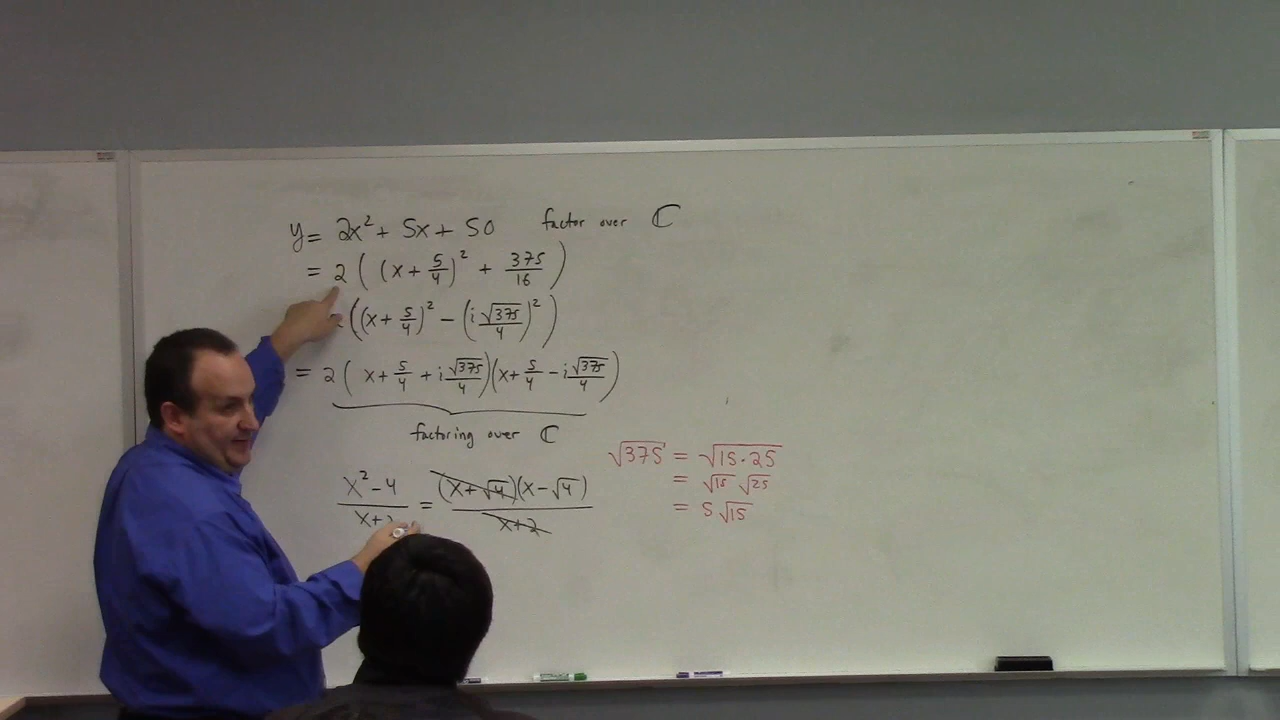 y = 2x² + 5x + 50 factor over ℂ
= 2 ( (x + 5/4)² + 375/16 )
((x + 5/4)² − (i √375/4)²)
= 2 ( x + 5/4 + i √375/4)(x + 5/4 − i √375/4)
factoring over ℂ
(x² − 4)/(x + 2) = (x + √4)(x − √4)/(x + 2)
√375 = √15·25
= √15 √25
= 5 √15